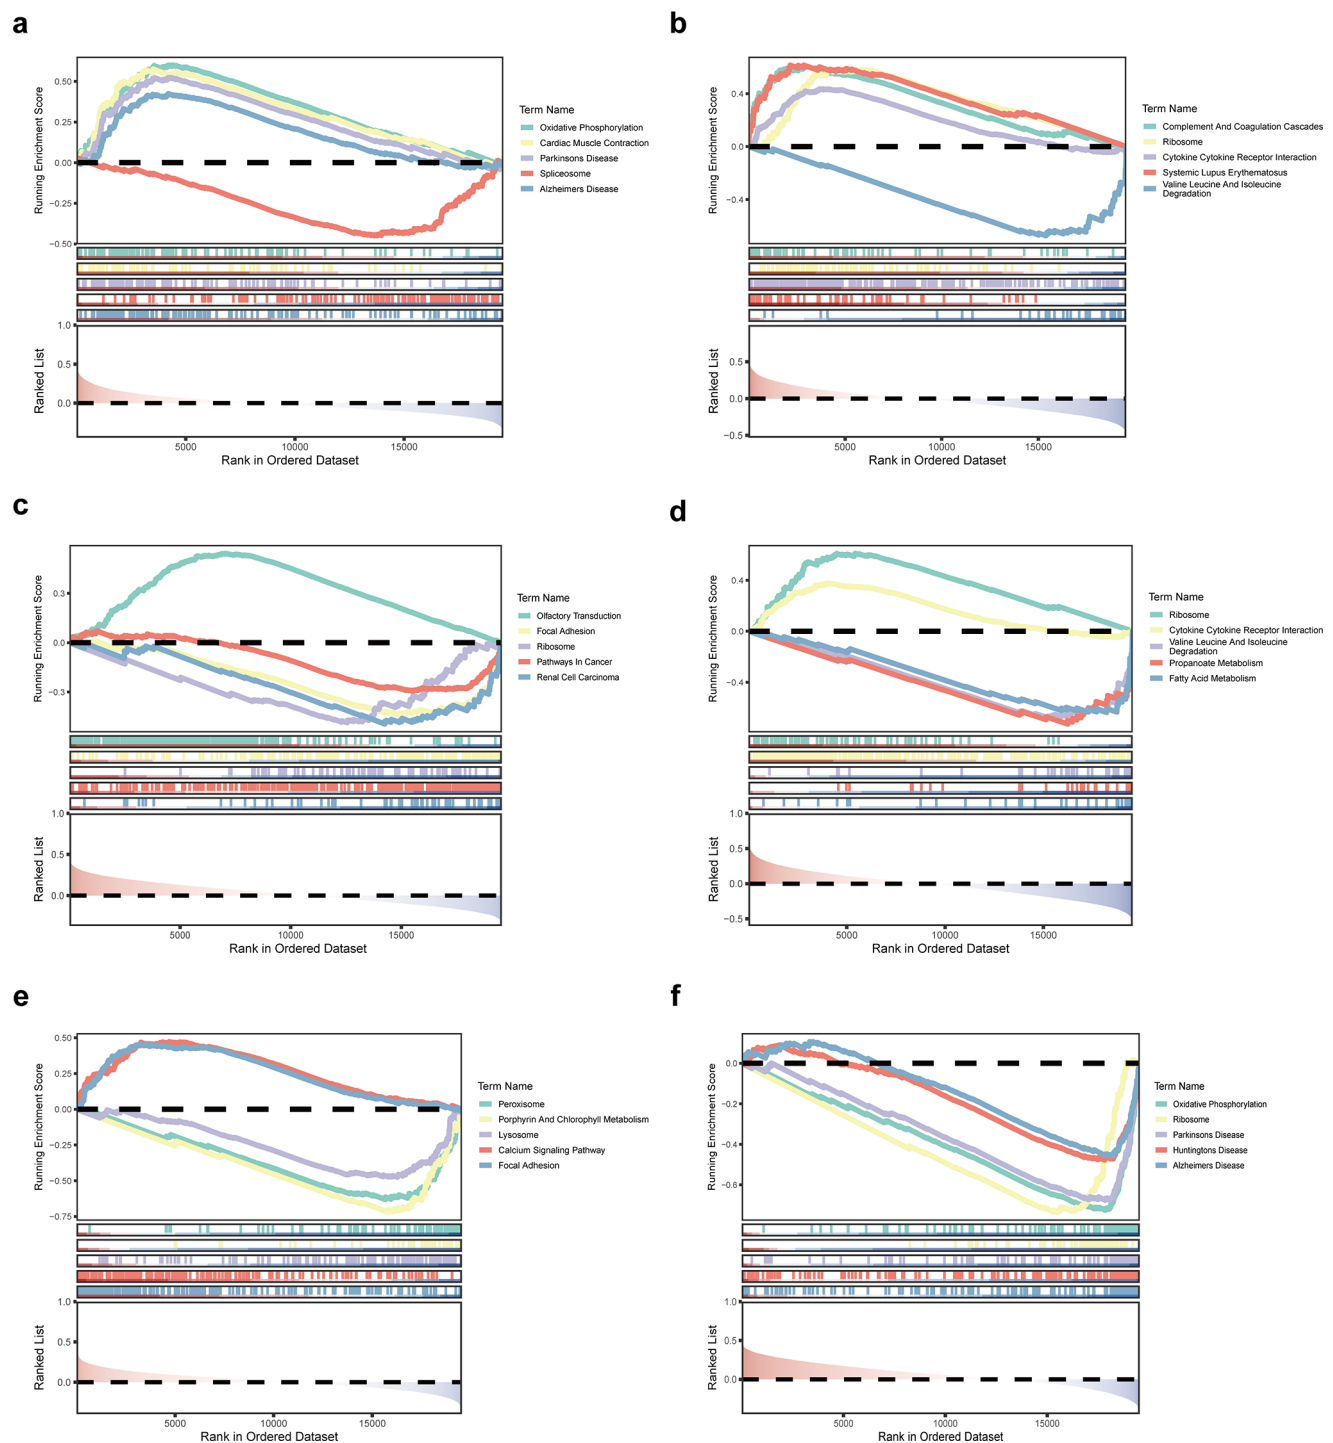 a
0.50
0.25
0.00
−0.25
−0.50
Running Enrichment Score
Term Name
Oxidative Phosphorylation
Cardiac Muscle Contraction
Parkinsons Disease
Spliceosome
Alzheimers Disease
1.0
0.5
0.0
Ranked List
5000
10000
15000
Rank in Ordered Dataset
b
0.4
0.0
−0.4
Running Enrichment Score
Term Name
Complement And Coagulation Cascades
Ribosome
Cytokine Cytokine Receptor Interaction
Systemic Lupus Erythematosus
Valine Leucine And Isoleucine
Degradation
0.5
0.0
−0.5
Ranked List
5000
10000
15000
Rank in Ordered Dataset
c
0.3
0.0
−0.3
Running Enrichment Score
Term Name
Olfactory Transduction
Focal Adhesion
Ribosome
Pathways In Cancer
Renal Cell Carcinoma
1.0
0.5
0.0
Ranked List
5000
10000
15000
Rank in Ordered Dataset
d
0.4
0.0
−0.4
Running Enrichment Score
Term Name
Ribosome
Cytokine Cytokine Receptor Interaction
Valine Leucine And Isoleucine
Degradation
Propanoate Metabolism
Fatty Acid Metabolism
1.0
0.5
0.0
−0.5
Ranked List
5000
10000
15000
Rank in Ordered Dataset
e
0.50
0.25
0.00
−0.25
−0.50
−0.75
Running Enrichment Score
Term Name
Peroxisome
Porphyrin And Chlorophyll Metabolism
Lysosome
Calcium Signaling Pathway
Focal Adhesion
1.0
0.5
0.0
Ranked List
5000
10000
15000
Rank in Ordered Dataset
f
0.0
−0.2
−0.4
−0.6
Running Enrichment Score
Term Name
Oxidative Phosphorylation
Ribosome
Parkinsons Disease
Huntingtons Disease
Alzheimers Disease
1.0
0.5
0.0
Ranked List
5000
10000
15000
Rank in Ordered Dataset